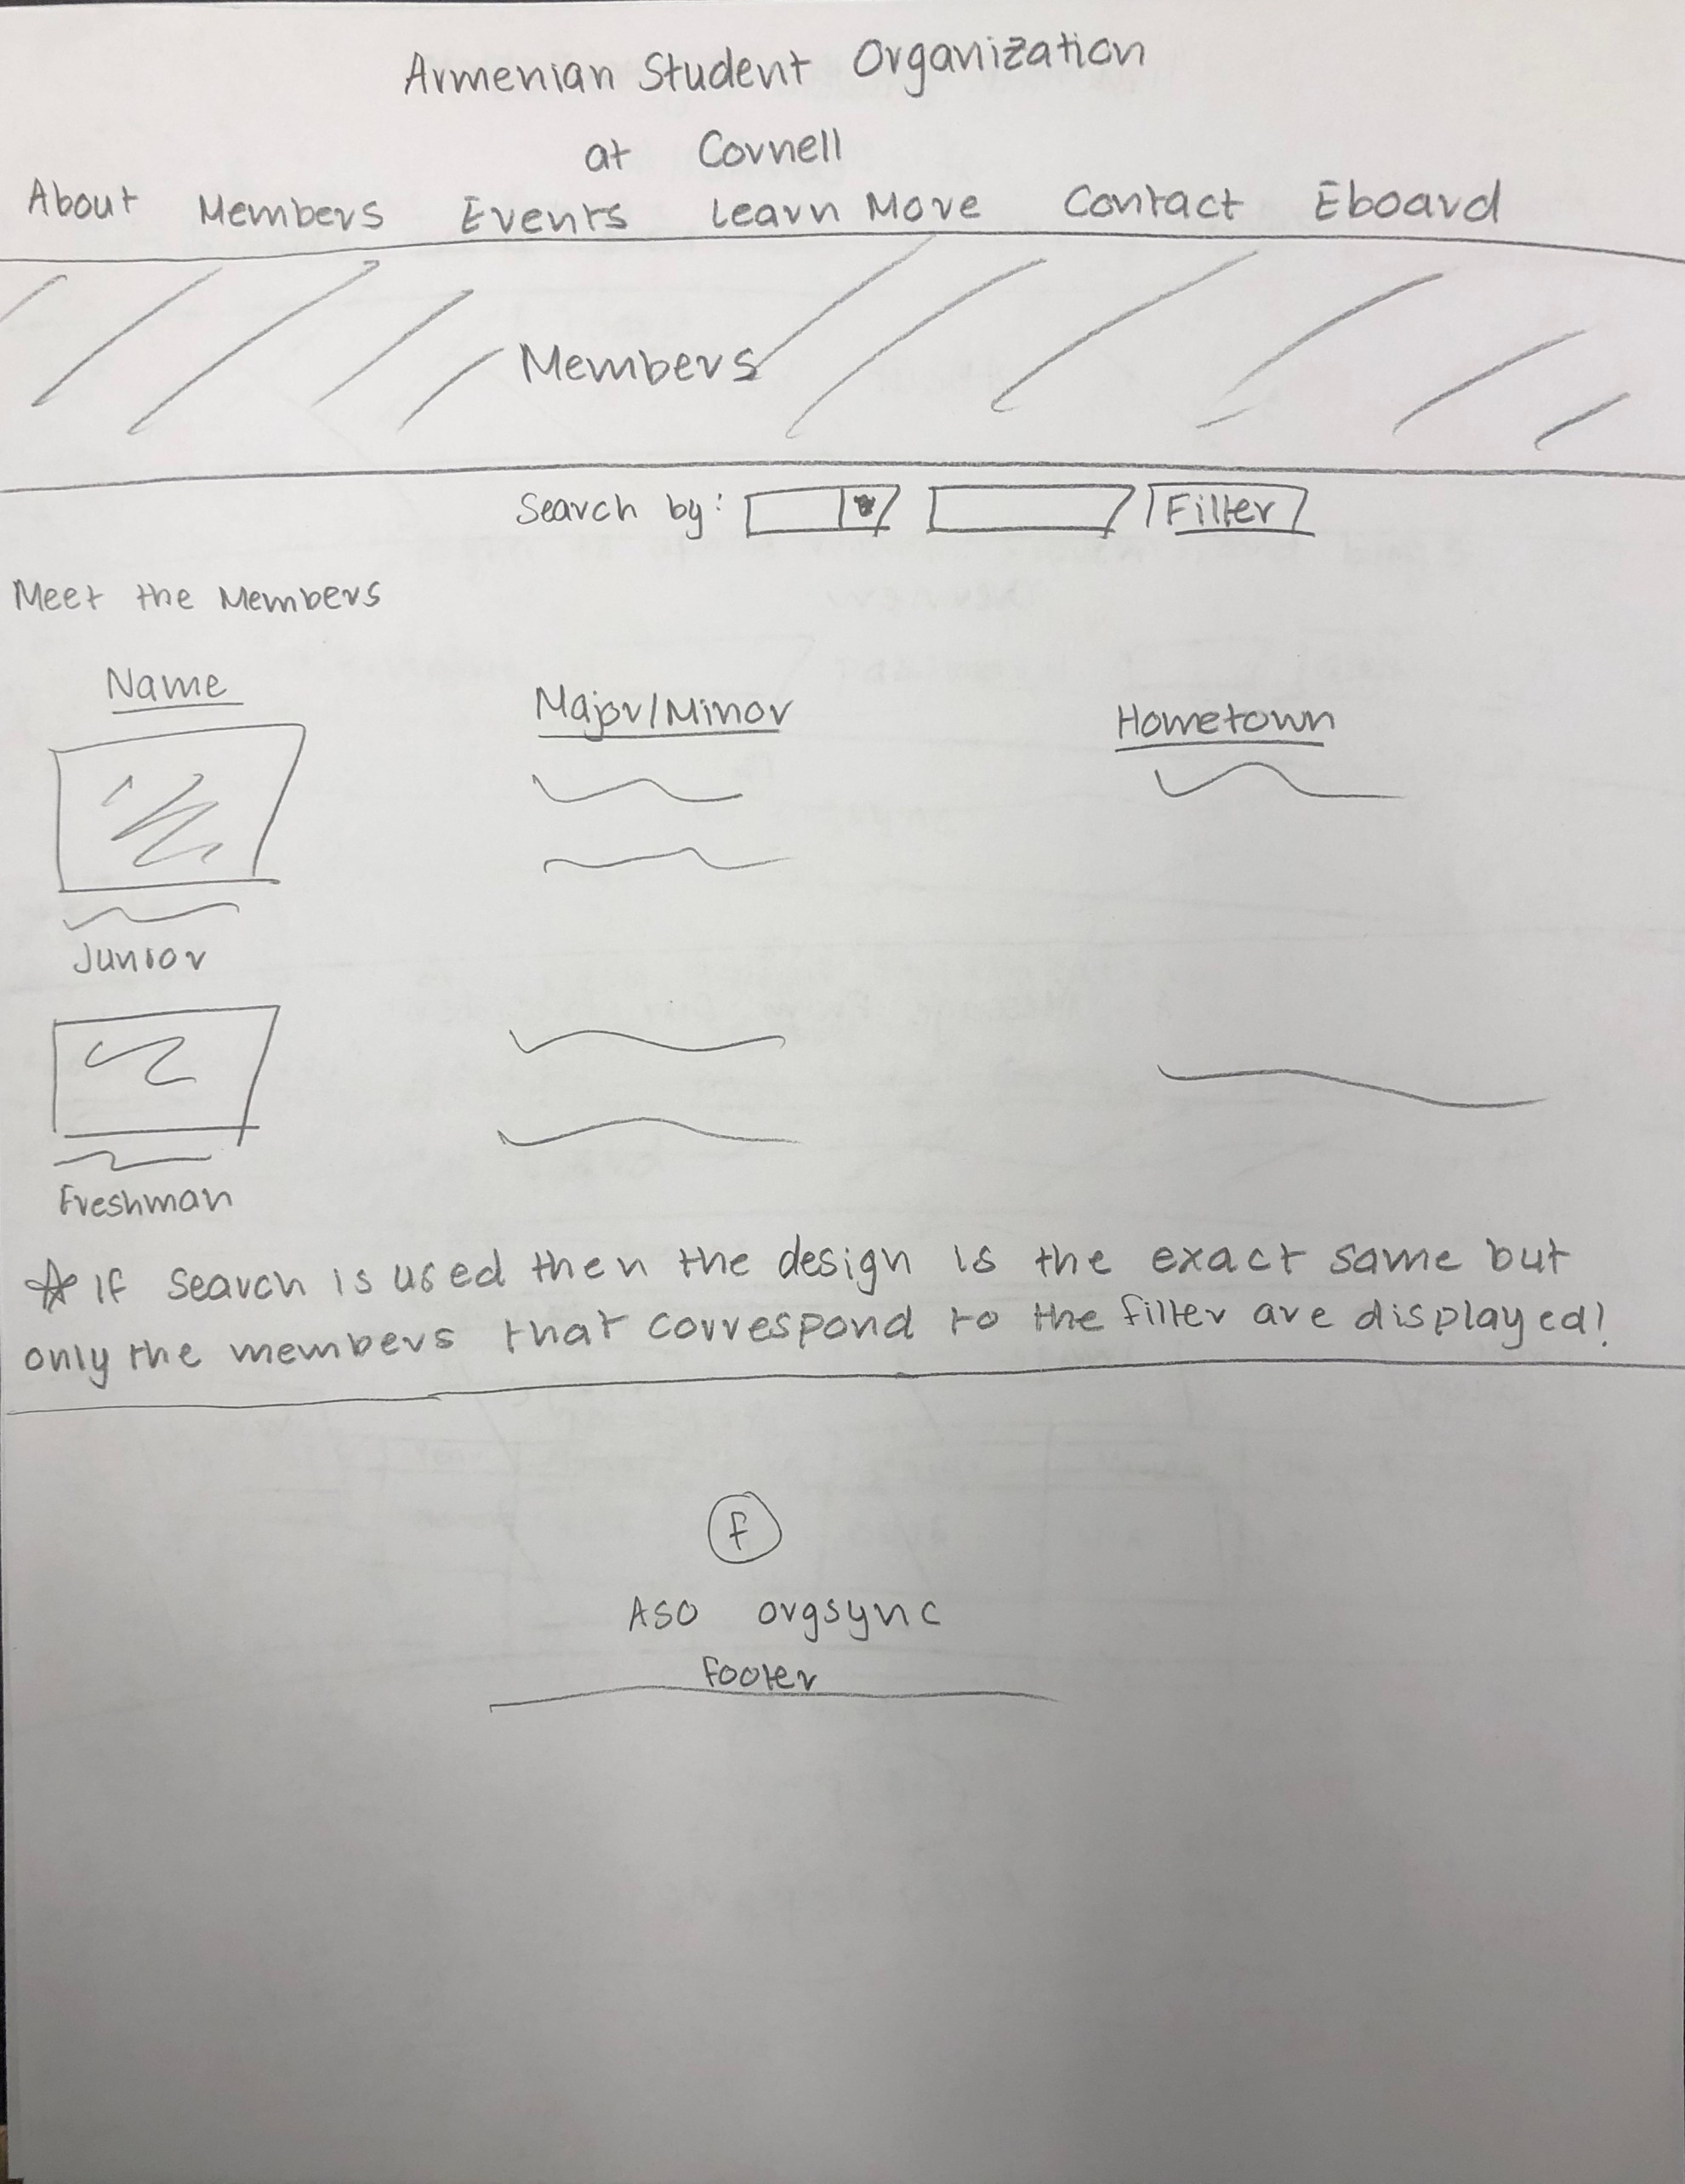 Armenian Student Organization
at Cornell
About Members Events Learn More Contact Eboard
Members
Search by: Filter
Meet the Members
Name Major/Minor Hometown
Junior
Freshman
☆ If search is used then the design is the exact same but
only the members that correspond to the filter are displayed!
f
ASO orgsync
footer